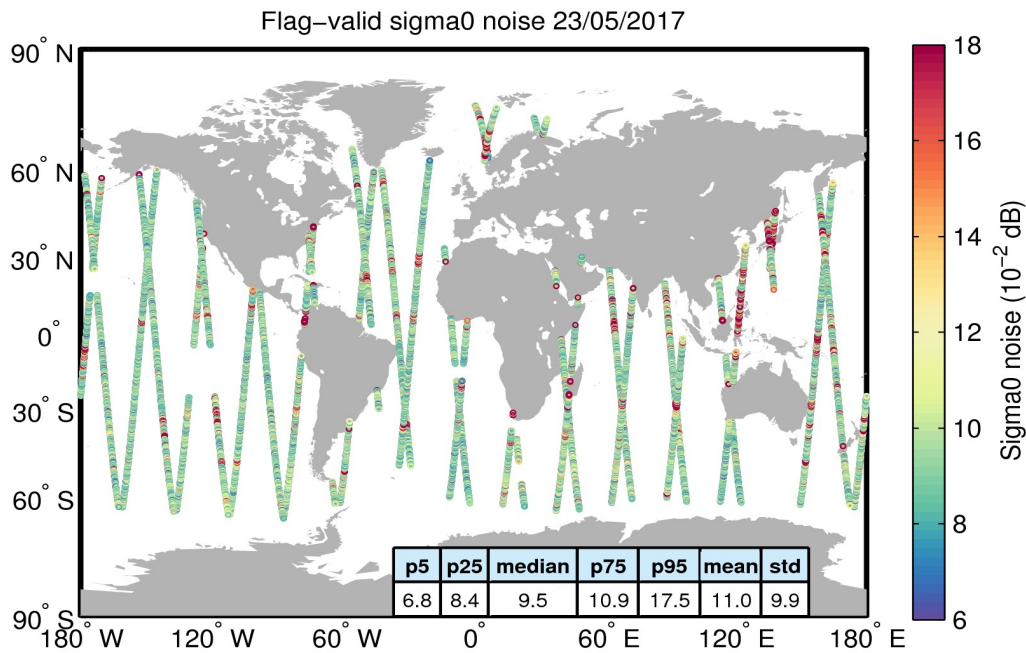 Flag−valid sigma0 noise 23/05/2017
90° N
60° N
30° N
0°
30° S
60° S
90° S
180° W 120° W 60° W 0° 60° E 120° E 180° E
p5 p25 median p75 p95 mean std
6.8 8.4 9.5 10.9 17.5 11.0 9.9
18
16
14
12
10
8
6
Sigma0 noise (10⁻² dB)